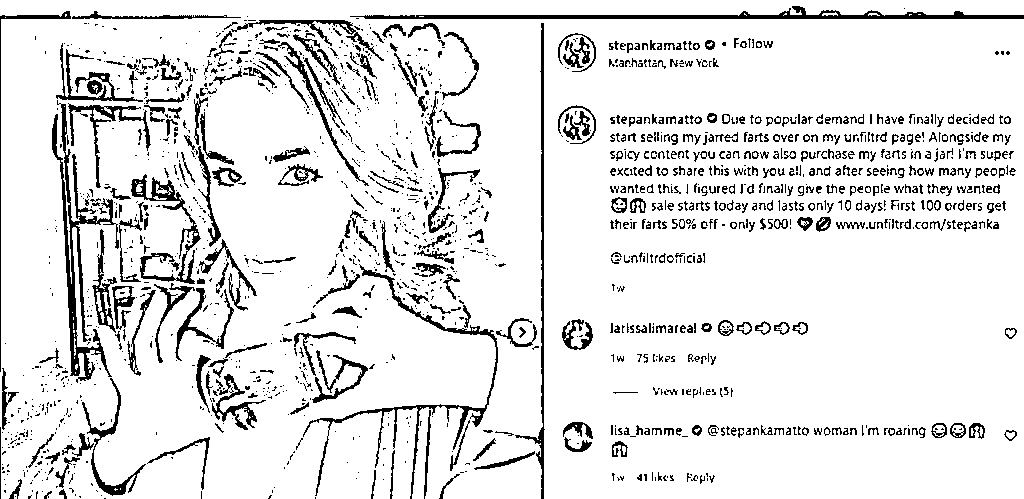 stepankamatto • Follow
Manhattan, New York
stepankamatto Due to popular demand I have finally decided to
start selling my jarred farts over on my unfiltrd page! Alongside my
spicy content you can now also purchase my farts in a jar! I'm super
excited to share this with you all, and after seeing how many people
wanted this, I figured I'd finally give the people what they wanted
sale starts today and lasts only 10 days! First 100 orders get
their farts 50% off - only $500! www.unfiltrd.com/stepanka
@unfiltrdofficial
1w
larissalimareal
1w 75 likes Reply
View replies (5)
lisa_hamme_ @stepankamatto woman I'm roaring
1w 41 likes Reply